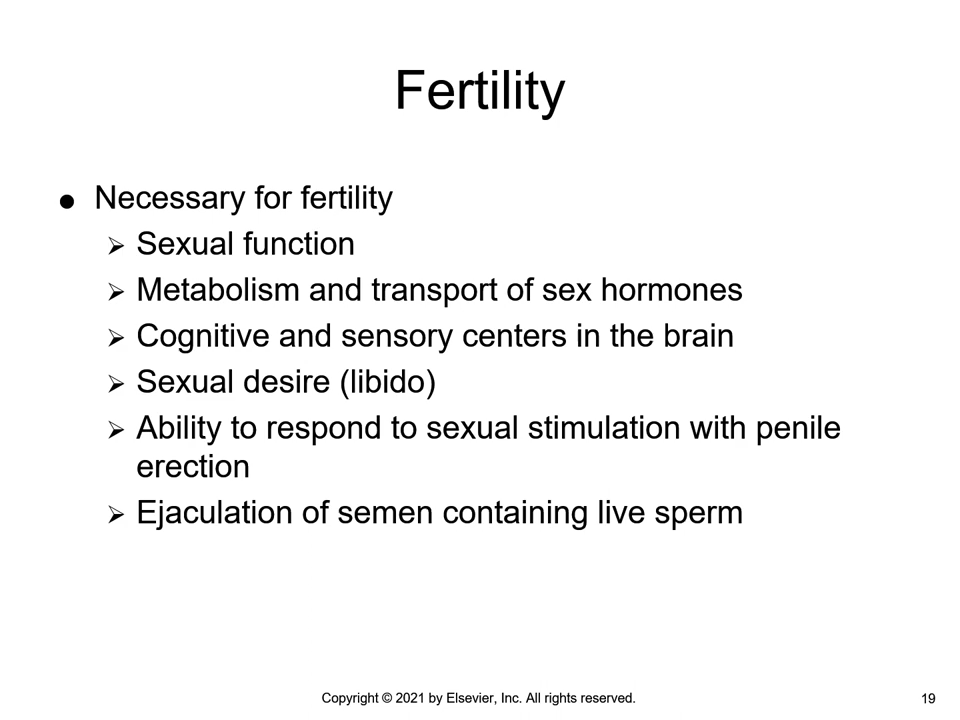 Fertility
● Necessary for fertility
➢ Sexual function
➢ Metabolism and transport of sex hormones
➢ Cognitive and sensory centers in the brain
➢ Sexual desire (libido)
➢ Ability to respond to sexual stimulation with penile
erection
➢ Ejaculation of semen containing live sperm
Copyright © 2021 by Elsevier, Inc. All rights reserved.
19